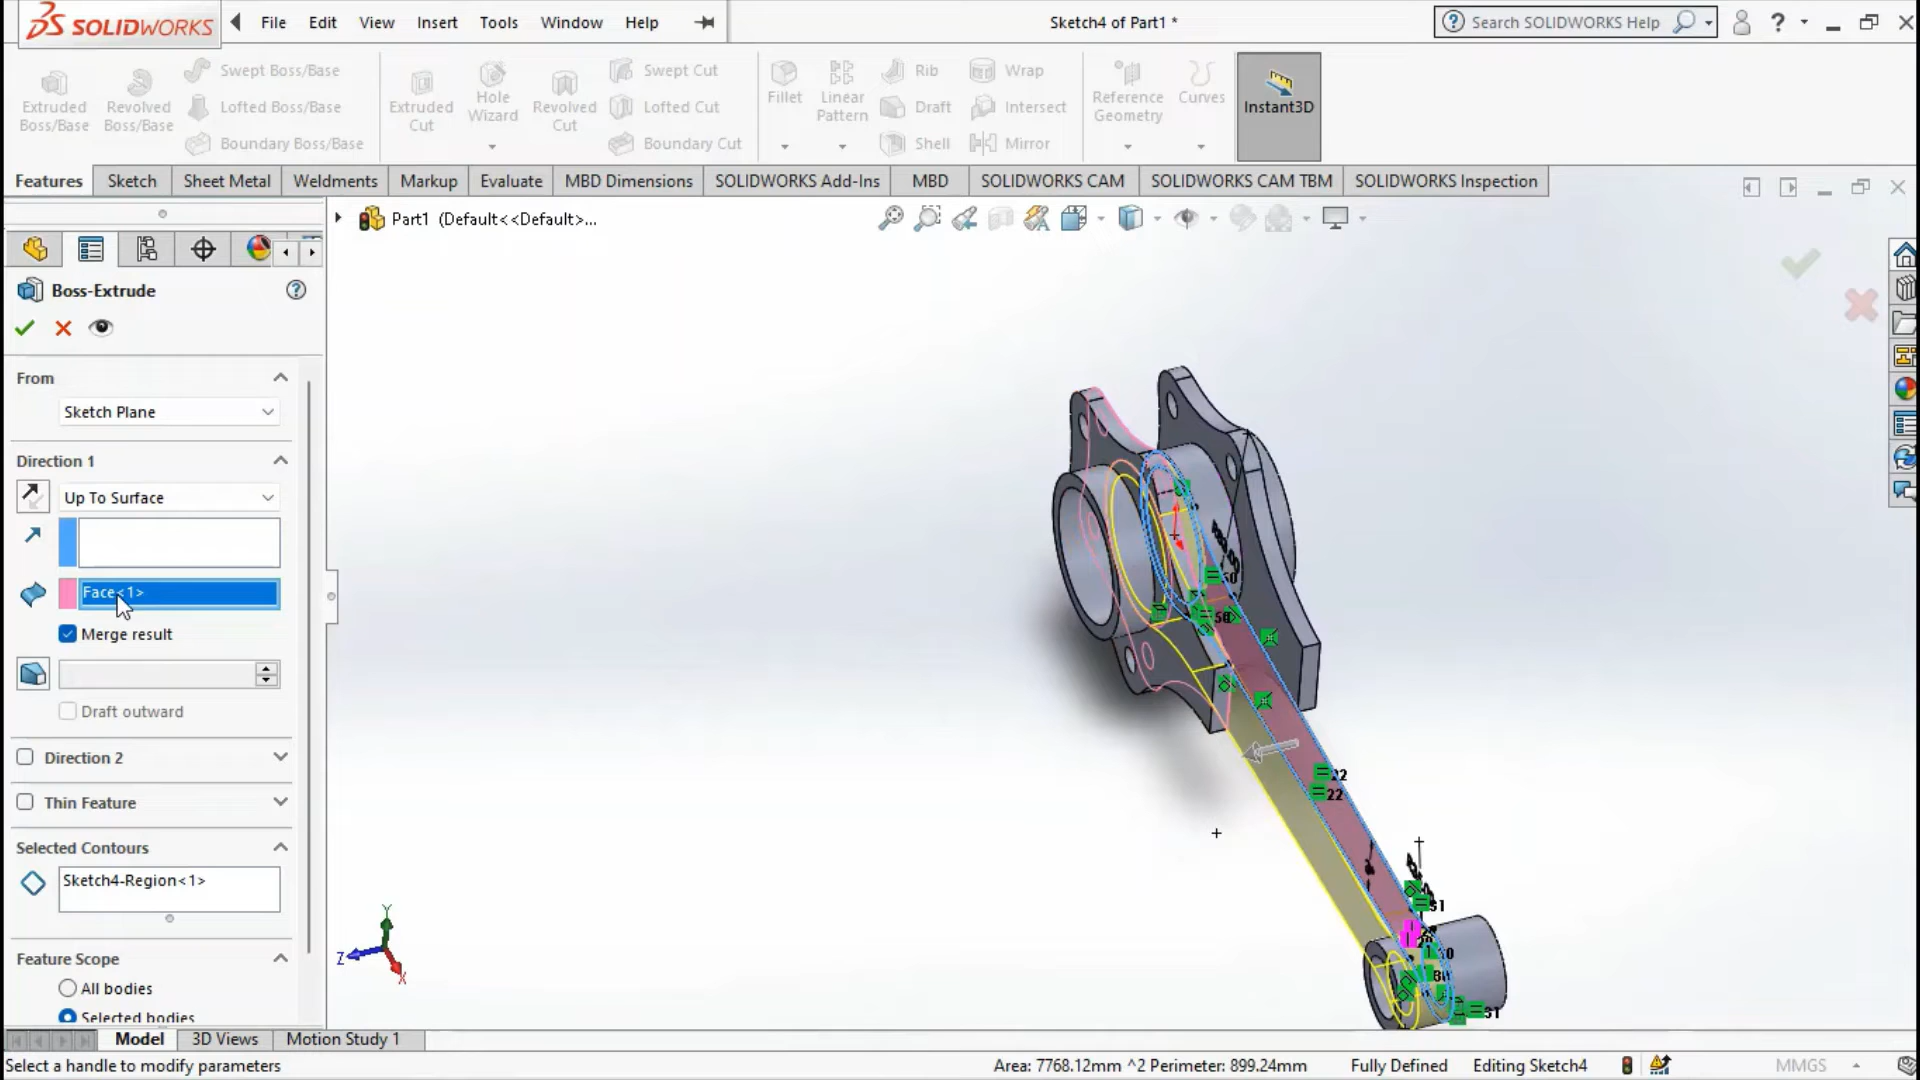 SOLIDWORKS
File Edit View Insert Tools Window Help
Sketch4 of Part1 *
Search SOLIDWORKS Help
?
Extruded Boss/Base
Revolved Boss/Base
Swept Boss/Base
Lofted Boss/Base
Boundary Boss/Base
Extruded Cut
Hole Wizard
Revolved Cut
Swept Cut
Lofted Cut
Boundary Cut
Fillet
Linear Pattern
Rib
Draft
Shell
Wrap
Intersect
Mirror
Reference Geometry
Curves
Instant3D
Features Sketch Sheet Metal Weldments Markup Evaluate MBD Dimensions SOLIDWORKS Add-Ins MBD SOLIDWORKS CAM SOLIDWORKS CAM TBM SOLIDWORKS Inspection
Part1 (Default<<Default>...
Boss-Extrude
From
Sketch Plane
Direction 1
Up To Surface
Face<1>
Merge result
Draft outward
Direction 2
Thin Feature
Selected Contours
Sketch4-Region<1>
Feature Scope
All bodies
Selected bodies
22
22
31
31
Y
Z
X
Model 3D Views Motion Study 1
Select a handle to modify parameters
Area: 7768.12mm ^2 Perimeter: 899.24mm
Fully Defined
Editing Sketch4
MMGS